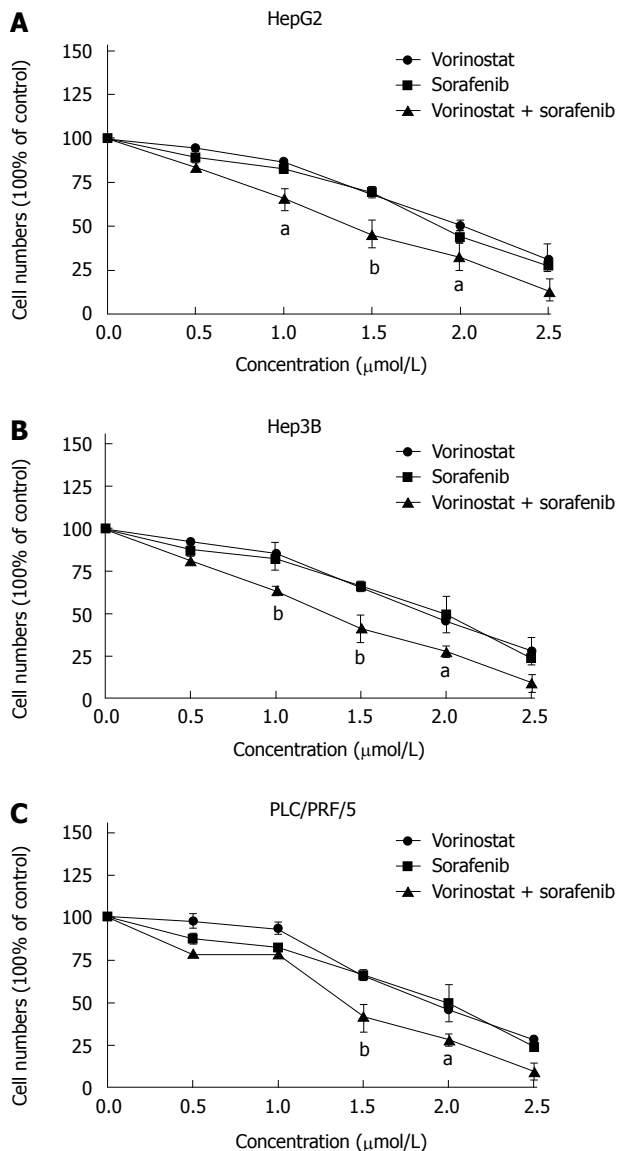 A
HepG2
Vorinostat
Sorafenib
Vorinostat + sorafenib
Cell numbers (100% of control)
150
125
100
75
50
25
0
a
b
a
0.0 0.5 1.0 1.5 2.0 2.5
Concentration (μmol/L)
B
Hep3B
Vorinostat
Sorafenib
Vorinostat + sorafenib
Cell numbers (100% of control)
150
125
100
75
50
25
0
b
b
a
0.0 0.5 1.0 1.5 2.0 2.5
Concentration (μmol/L)
C
PLC/PRF/5
Vorinostat
Sorafenib
Vorinostat + sorafenib
Cell numbers (100% of control)
150
125
100
75
50
25
0
b
a
0.0 0.5 1.0 1.5 2.0 2.5
Concentration (μmol/L)